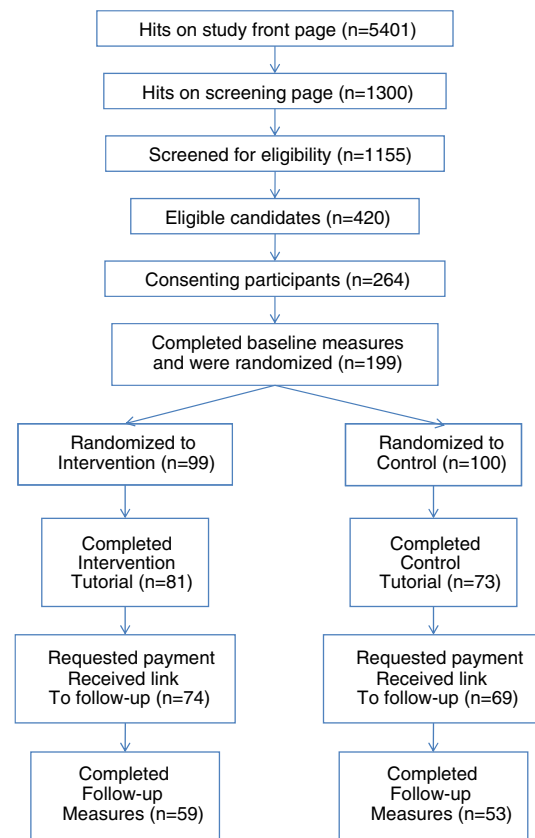 Hits on study front page (n=5401)
Hits on screening page (n=1300)
Screened for eligibility (n=1155)
Eligible candidates (n=420)
Consenting participants (n=264)
Completed baseline measures
and were randomized (n=199)
Randomized to
Intervention (n=99)
Randomized to
Control (n=100)
Completed
Intervention
Tutorial (n=81)
Completed
Control
Tutorial (n=73)
Requested payment
Received link
To follow-up (n=74)
Requested payment
Received link
To follow-up (n=69)
Completed
Follow-up
Measures (n=59)
Completed
Follow-up
Measures (n=53)